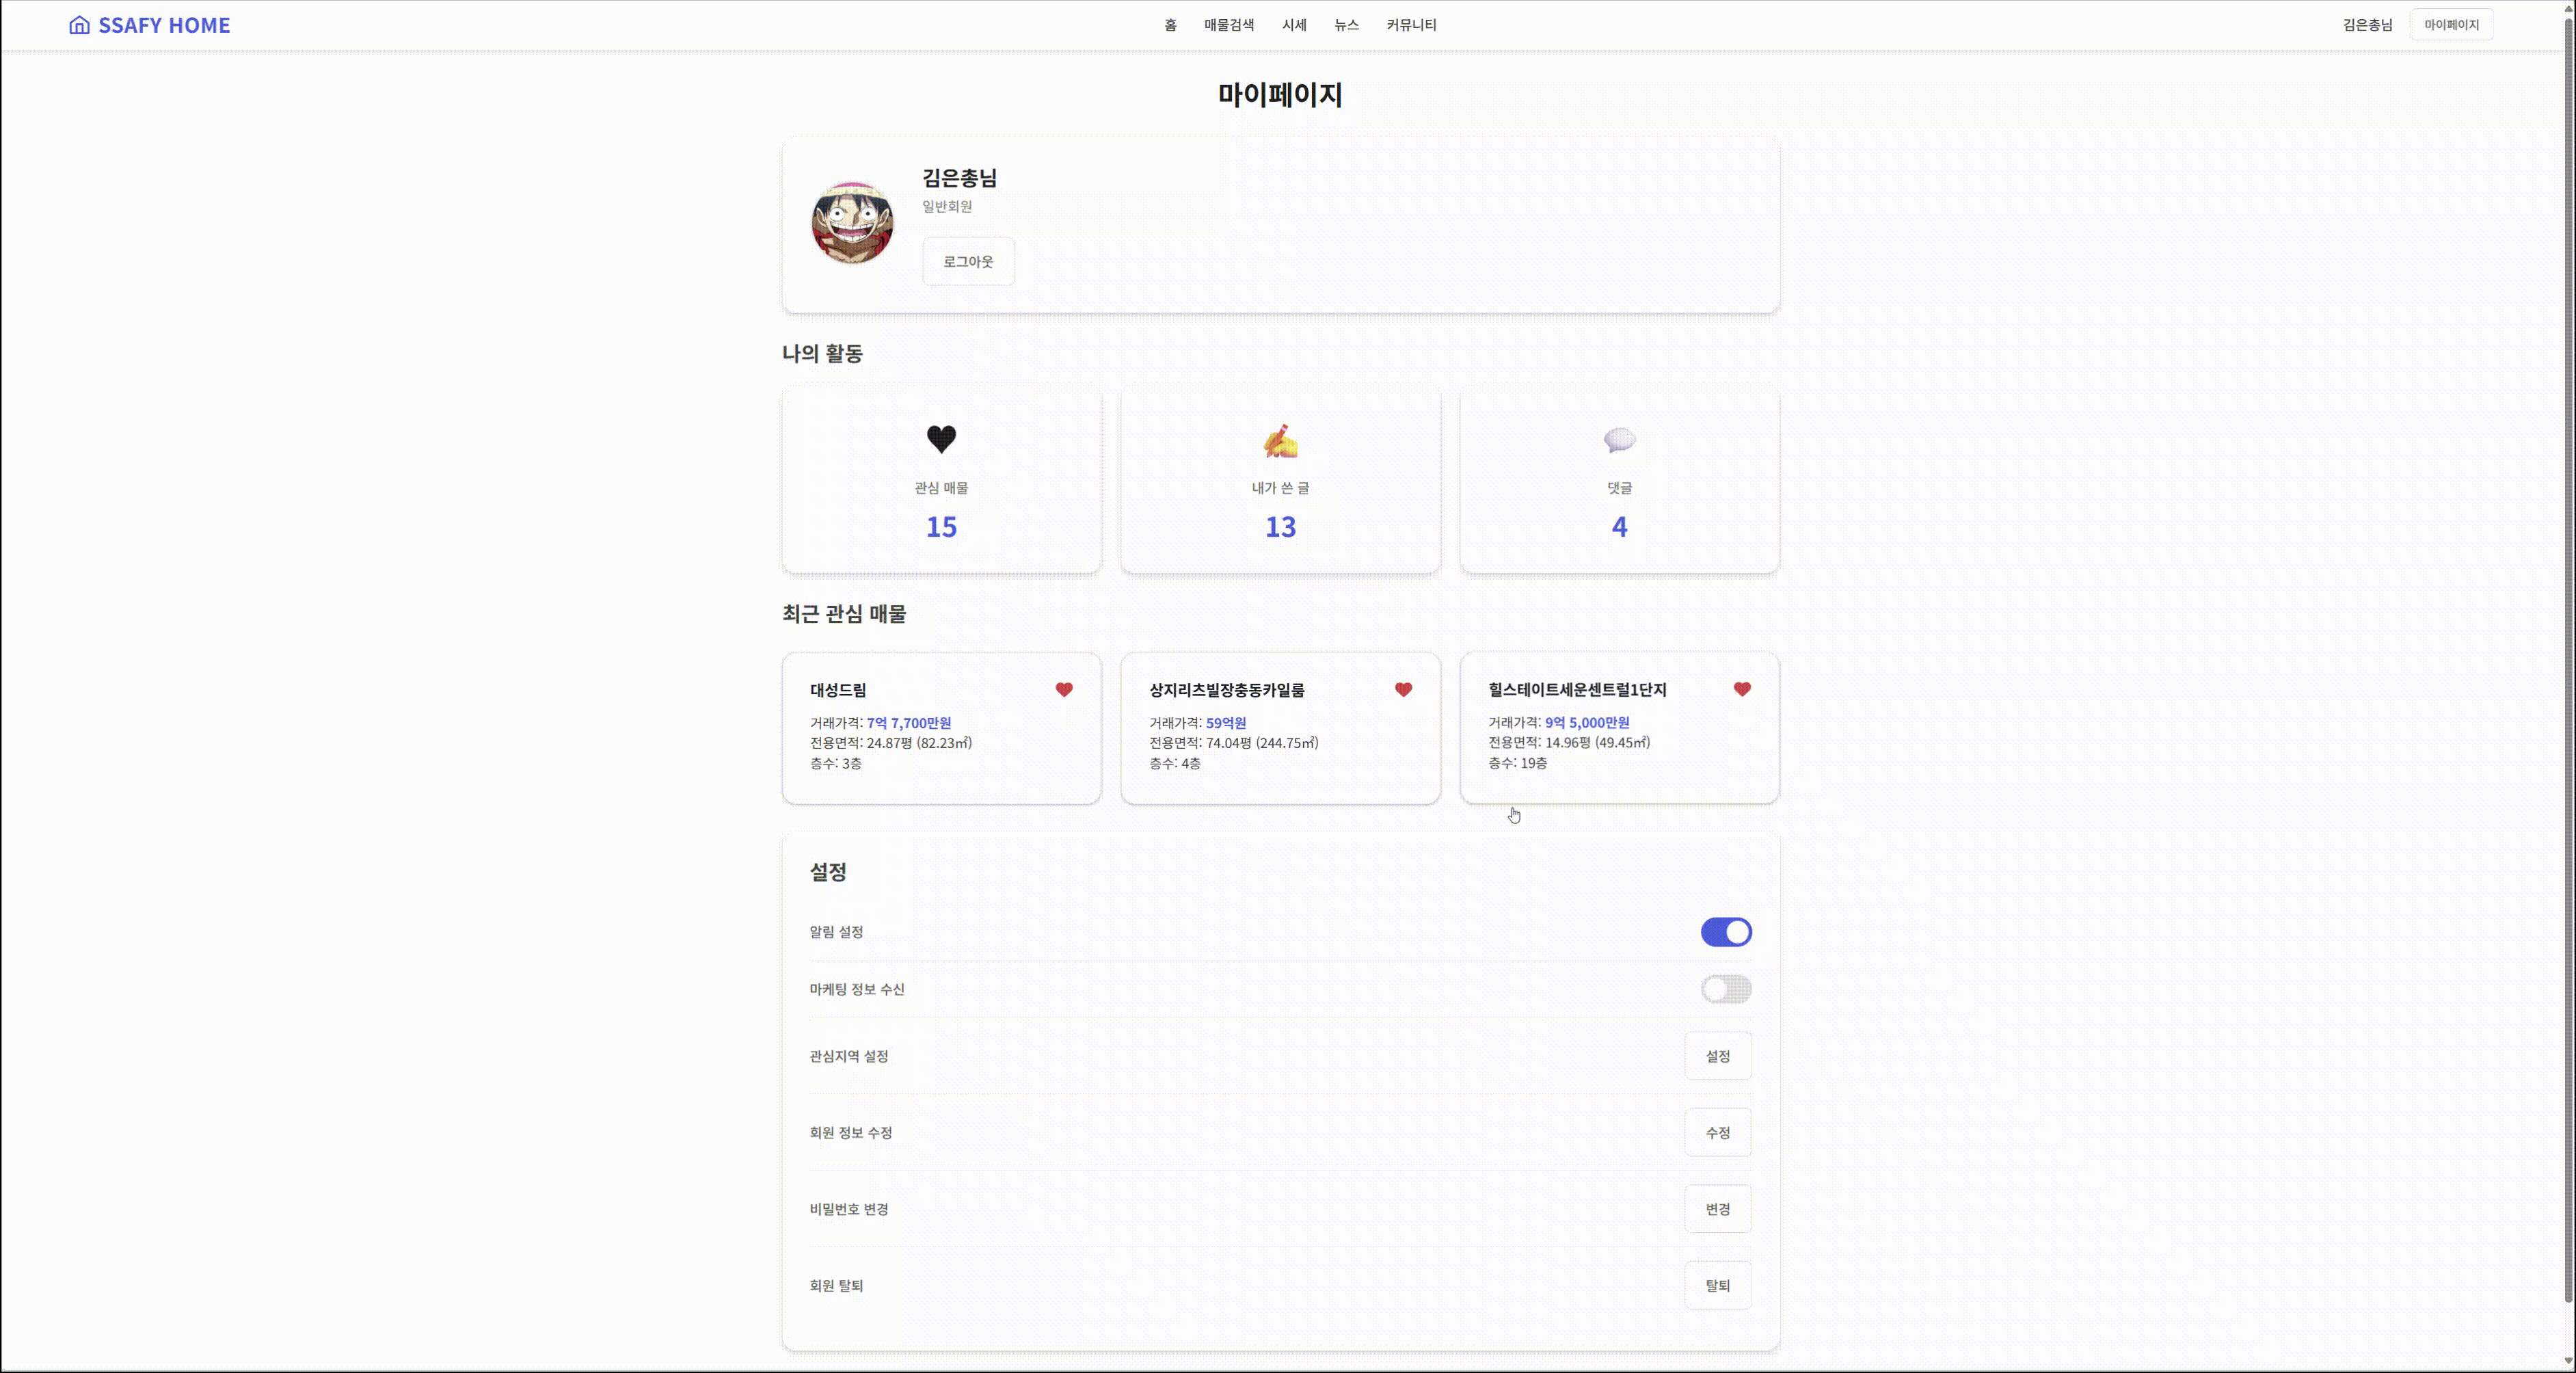 SSAFY HOME
홈 매물검색 시세 뉴스 커뮤니티
김은총님 마이페이지
마이페이지
김은총님
일반회원
로그아웃
나의 활동
관심 매물
15
내가 쓴 글
13
댓글
4
최근 관심 매물
대성드림
거래가격: 7억 7,700만원
전용면적: 24.87평 (82.23㎡)
층수: 3층
상지리츠빌장충동카일룸
거래가격: 59억원
전용면적: 74.04평 (244.75㎡)
층수: 4층
힐스테이트세운센트럴1단지
거래가격: 9억 5,000만원
전용면적: 14.96평 (49.45㎡)
층수: 19층
설정
알림 설정
마케팅 정보 수신
관심지역 설정 설정
회원 정보 수정 수정
비밀번호 변경 변경
회원 탈퇴 탈퇴